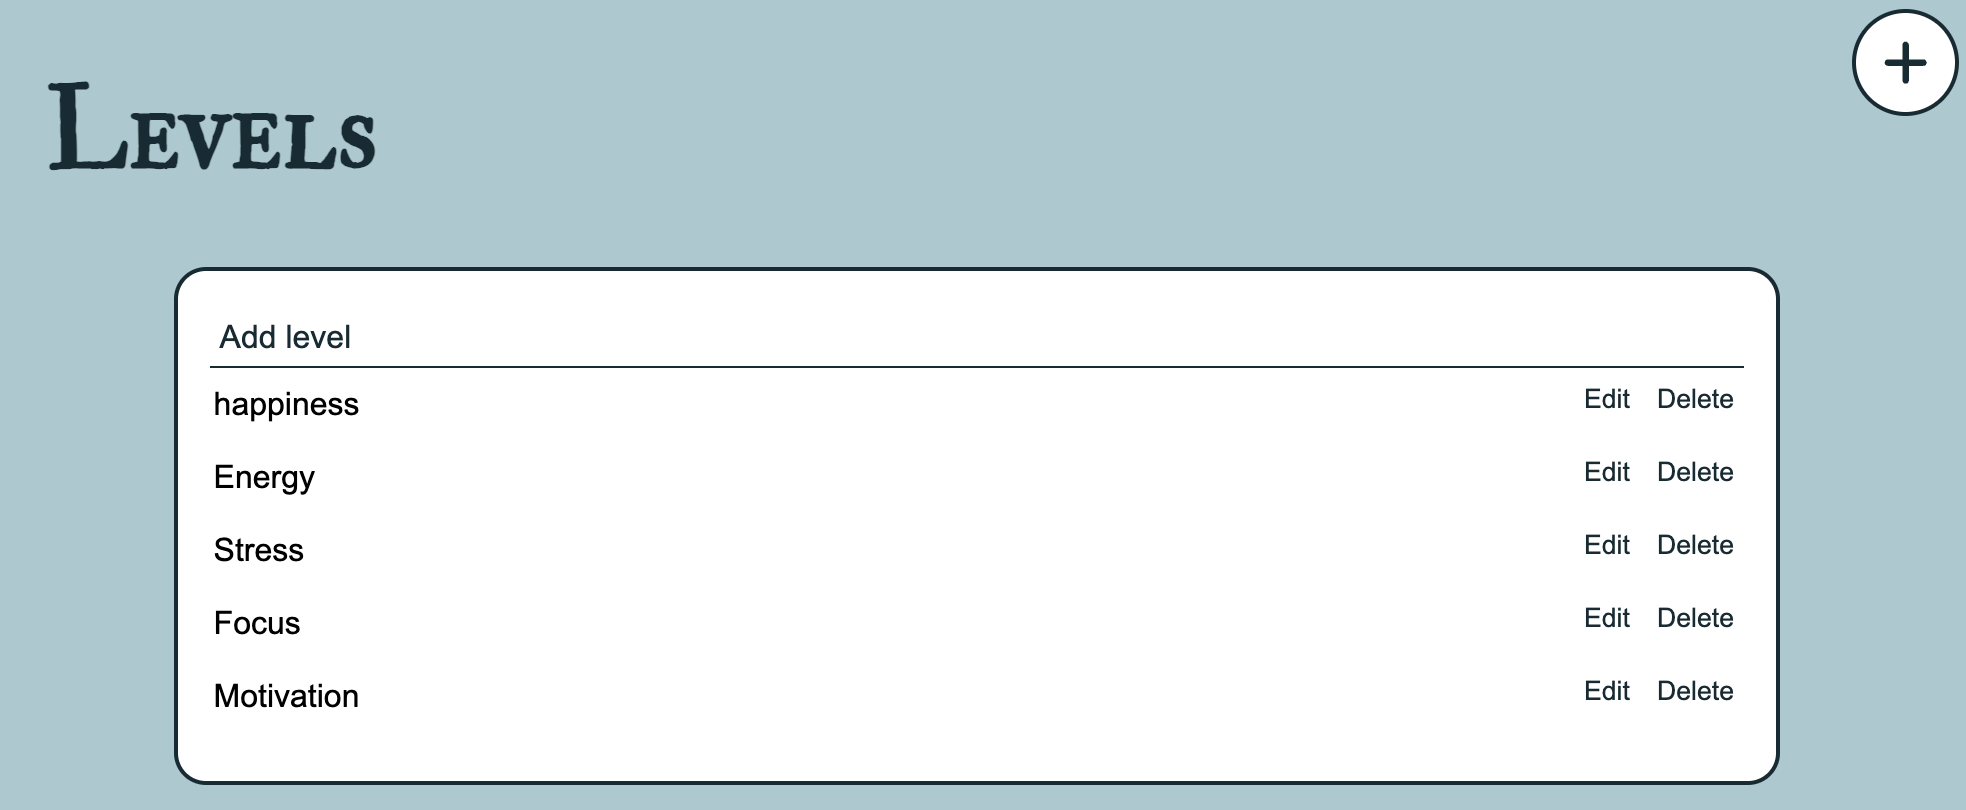 Levels
Add level
happiness Edit Delete
Energy Edit Delete
Stress Edit Delete
Focus Edit Delete
Motivation Edit Delete